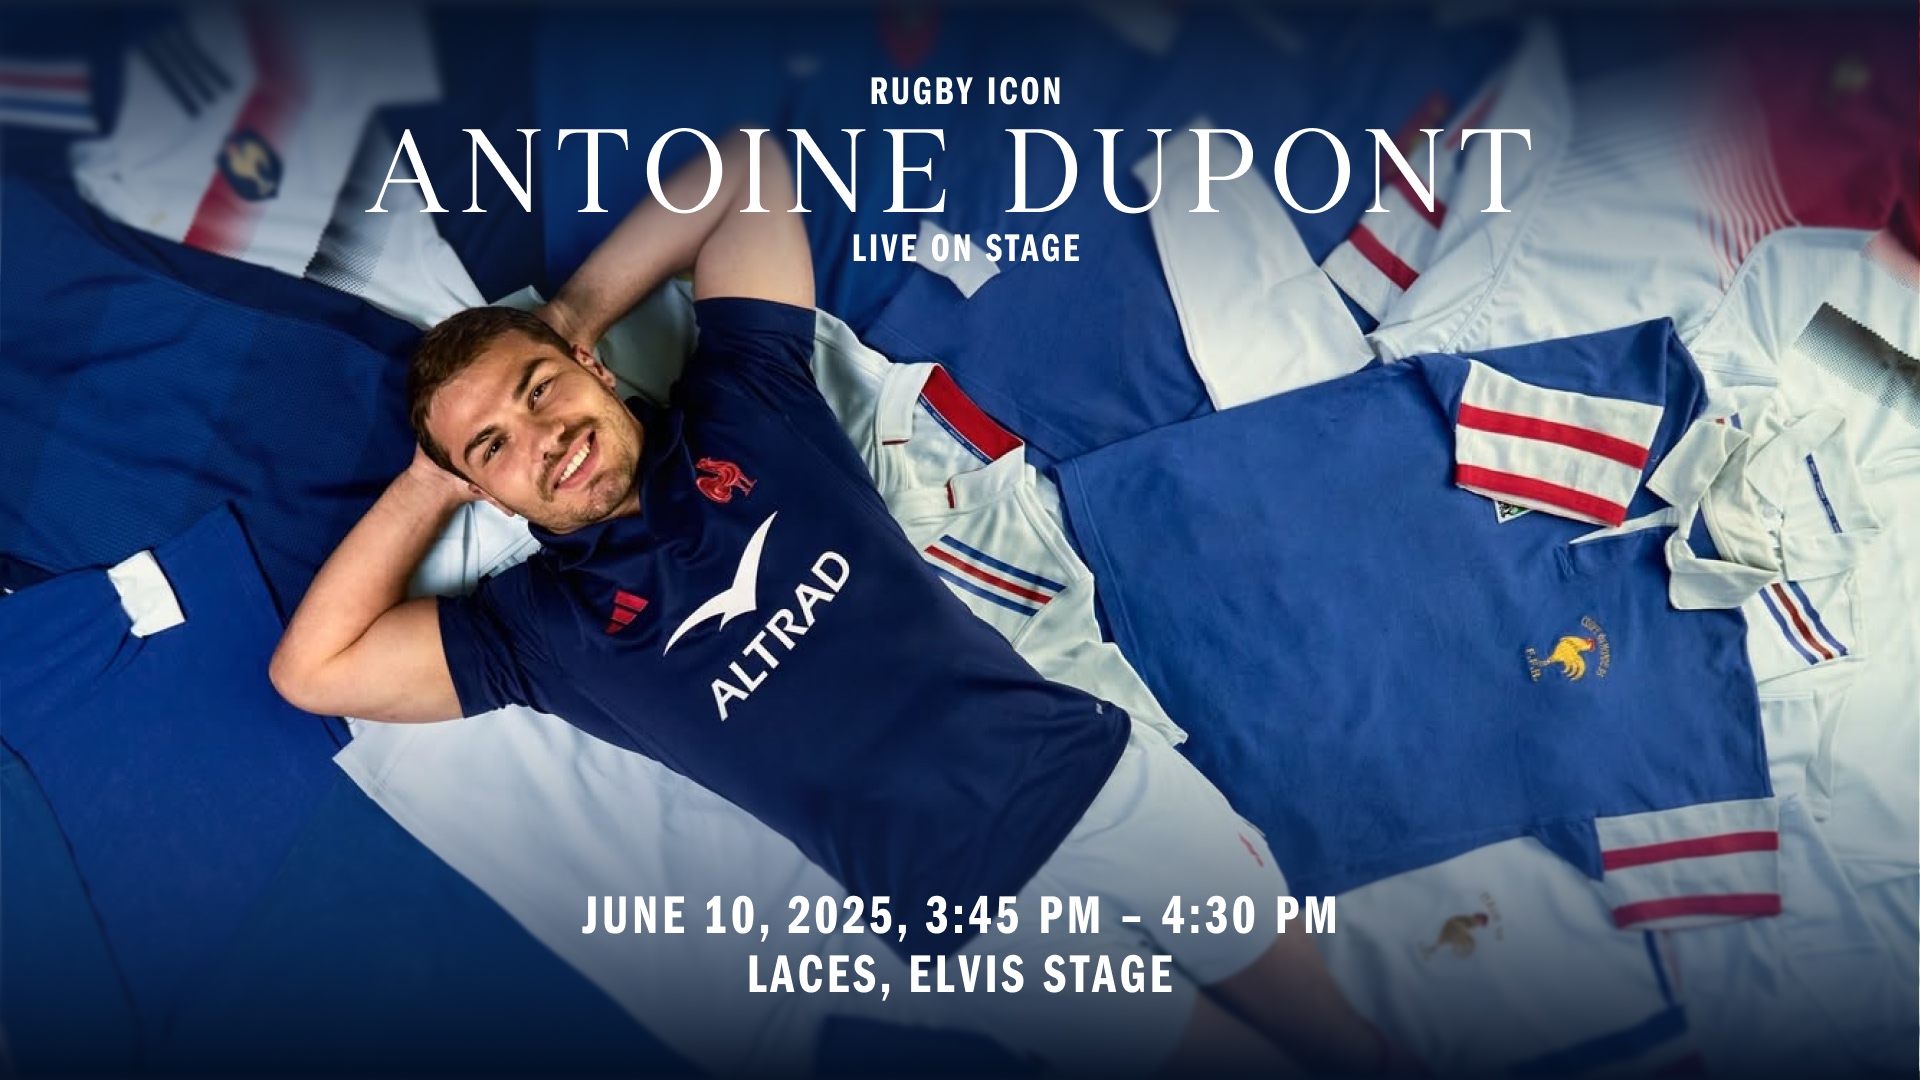 RUGBY ICON
ANTOINE DUPONT
LIVE ON STAGE
ALTRAD
F.F.R.
JUNE 10, 2025, 3:45 PM – 4:30 PM
LACES, ELVIS STAGE